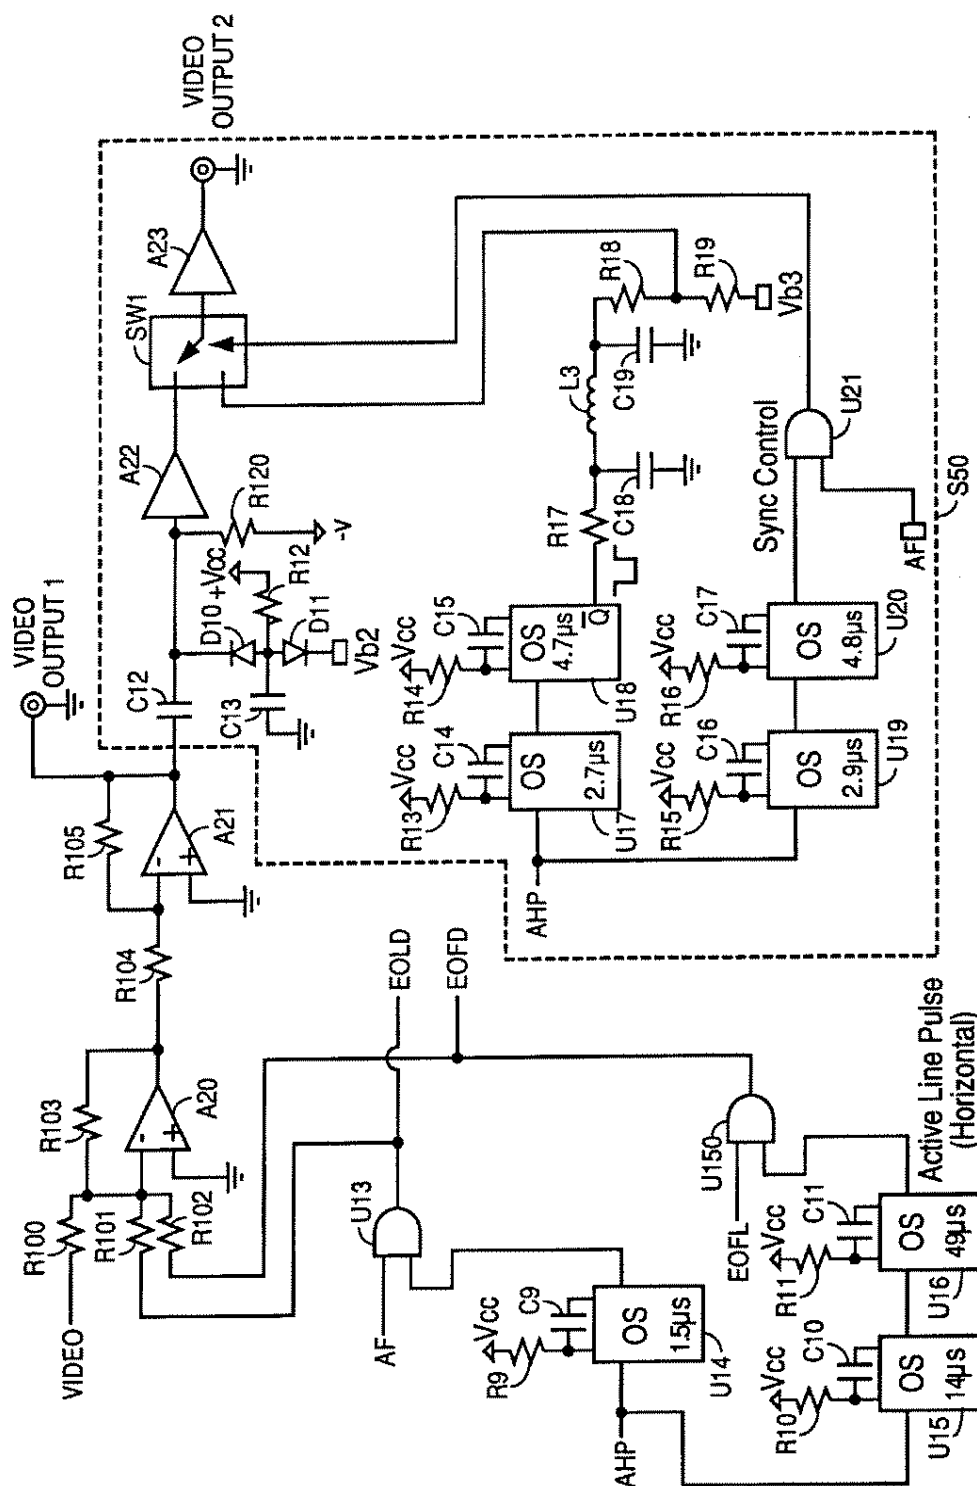 VIDEO
R100
R101
R102
R103
A20
R104
R105
A21
VIDEO
OUTPUT 1
C12
C13
D10
+Vcc
R12
D11
Vb2
R120
-V
A22
SW1
A23
VIDEO
OUTPUT 2
AHP
R13
Vcc
C14
OS
2.7µs
U17
R14
Vcc
C15
OS
4.7µs
Q
U18
R17
C18
L3
C19
R18
R19
Vb3
R15
Vcc
C16
OS
2.9µs
U19
R16
Vcc
C17
OS
4.8µs
U20
Sync Control
U21
AF
S50
EOLD
EOFD
AF
U13
AHP
R9
Vcc
C9
OS
1.5µs
U14
R10
Vcc
C10
OS
14µs
U15
R11
Vcc
C11
OS
49µs
U16
EOFL
U150
Active Line Pulse
(Horizontal)